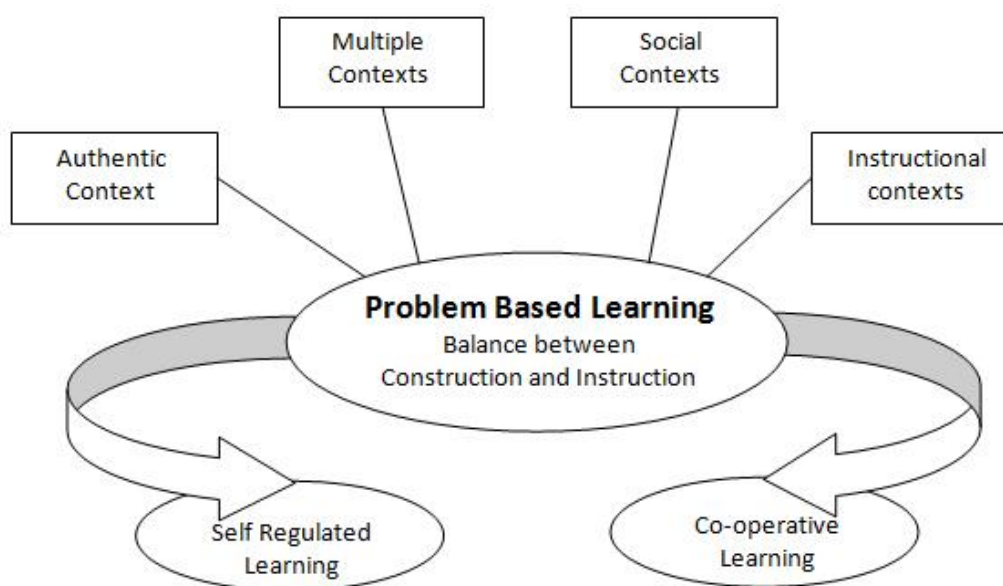 Multiple
Contexts
Social
Contexts
Authentic
Context
Instructional
contexts
Problem Based Learning
Balance between
Construction and Instruction
Self Regulated
Learning
Co-operative
Learning